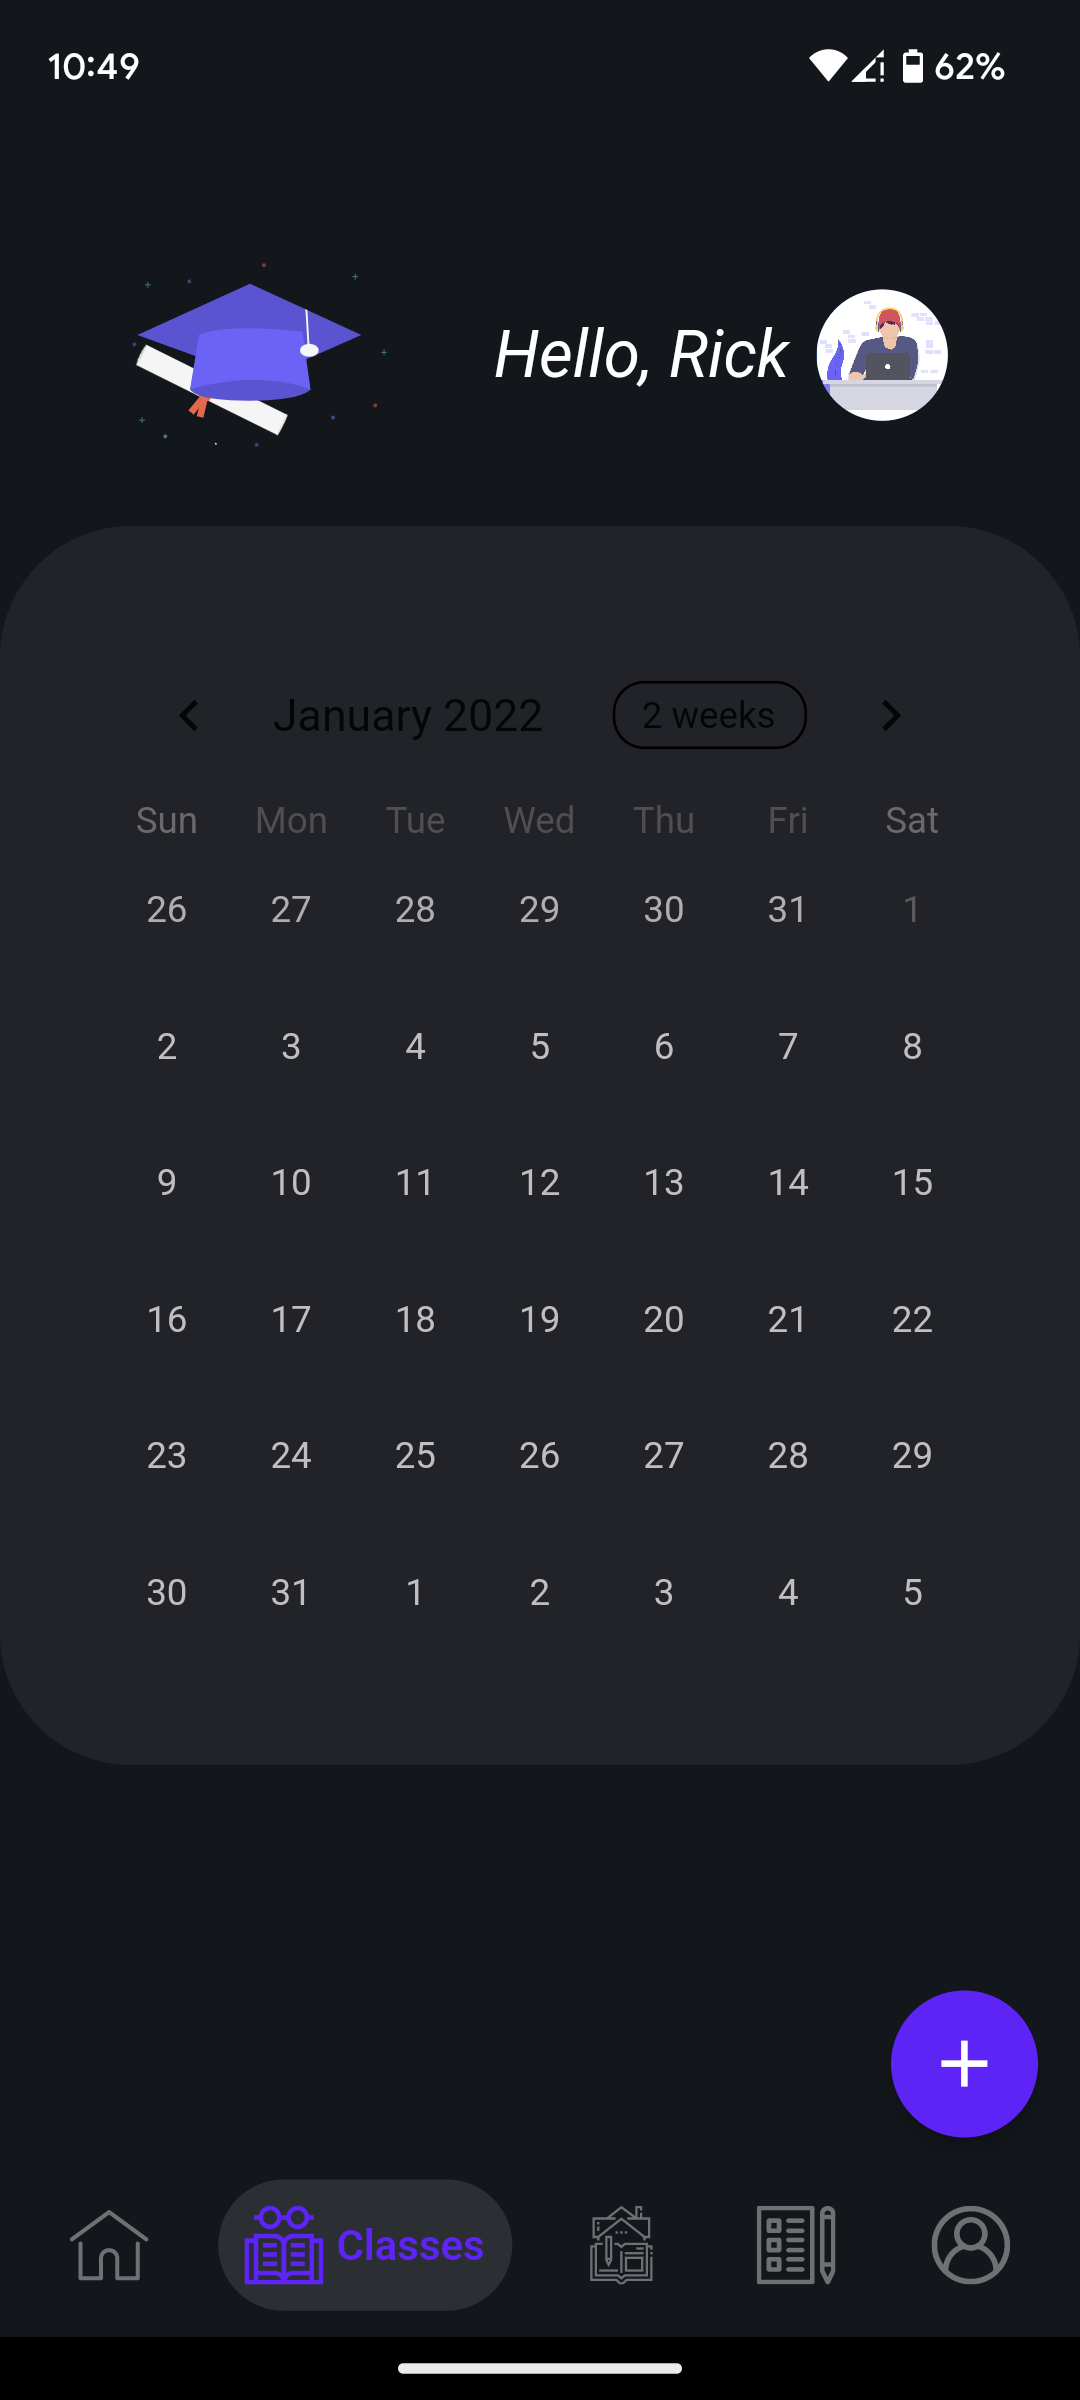 10:49 62%
Hello, Rick
January 2022 2 weeks
Sun Mon Tue Wed Thu Fri Sat
26 27 28 29 30 31 1
2 3 4 5 6 7 8
9 10 11 12 13 14 15
16 17 18 19 20 21 22
23 24 25 26 27 28 29
30 31 1 2 3 4 5
Classes